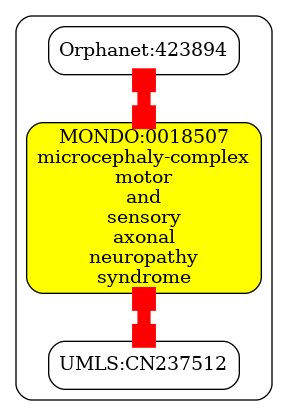 Orphanet:423894
MONDO:0018507
microcephaly-complex
motor
and
sensory
axonal
neuropathy
syndrome
UMLS:CN237512